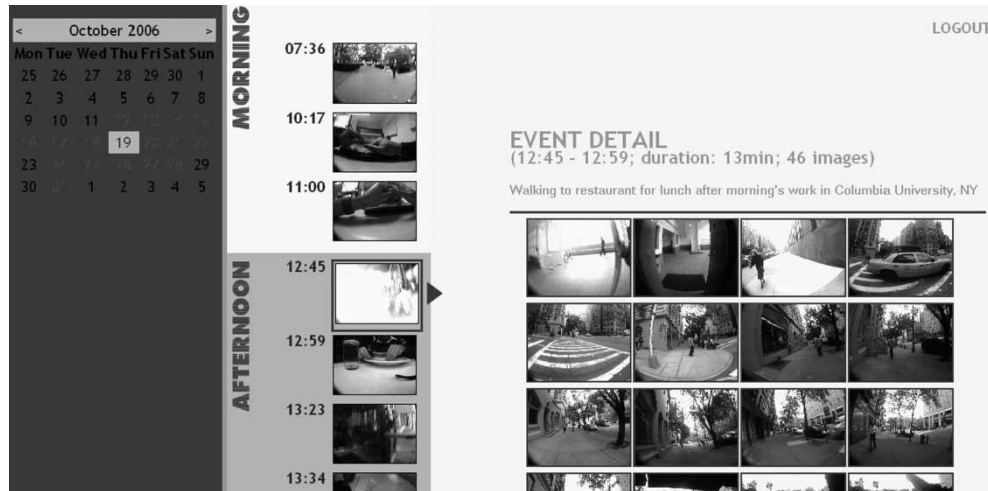 < October 2006 >
Mon Tue Wed Thu Fri Sat Sun
25 26 27 28 29 30 1
2 3 4 5 6 7 8
9 10 11
19
23 29
30 1 2 3 4 5
MORNING
07:36
10:17
11:00
AFTERNOON
12:45
12:59
13:23
13:34
LOGOUT
EVENT DETAIL
(12:45 - 12:59; duration: 13min; 46 images)
Walking to restaurant for lunch after morning's work in Columbia University, NY